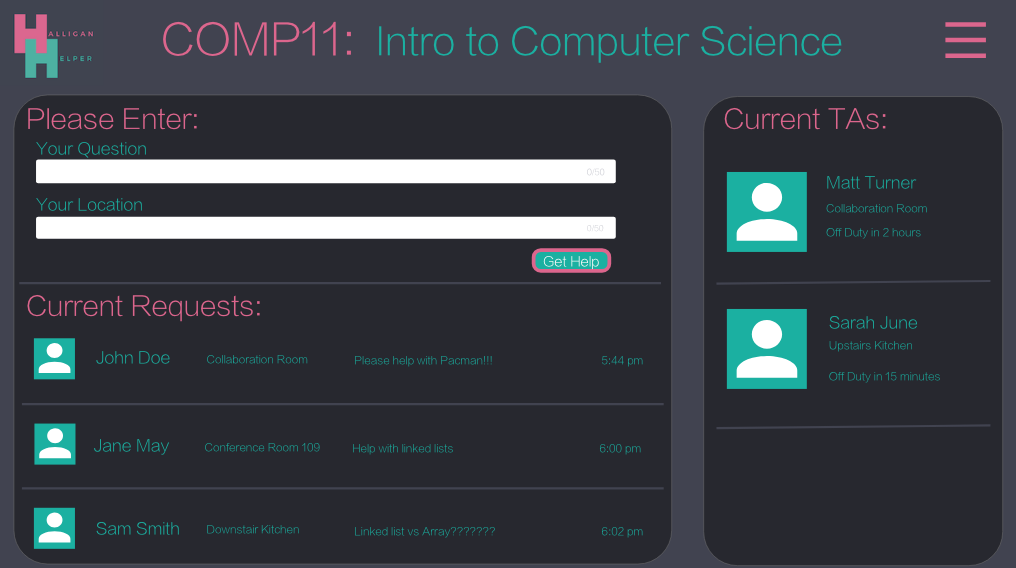 HALLIGAN
HELPER
COMP11: Intro to Computer Science
Please Enter:
Your Question
0/50
Your Location
0/50
Get Help
Current Requests:
John Doe Collaboration Room Please help with Pacman!!! 5:44 pm
Jane May Conference Room 109 Help with linked lists 6:00 pm
Sam Smith Downstair Kitchen Linked list vs Array??????? 6:02 pm
Current TAs:
Matt Turner
Collaboration Room
Off Duty in 2 hours
Sarah June
Upstairs Kitchen
Off Duty in 15 minutes